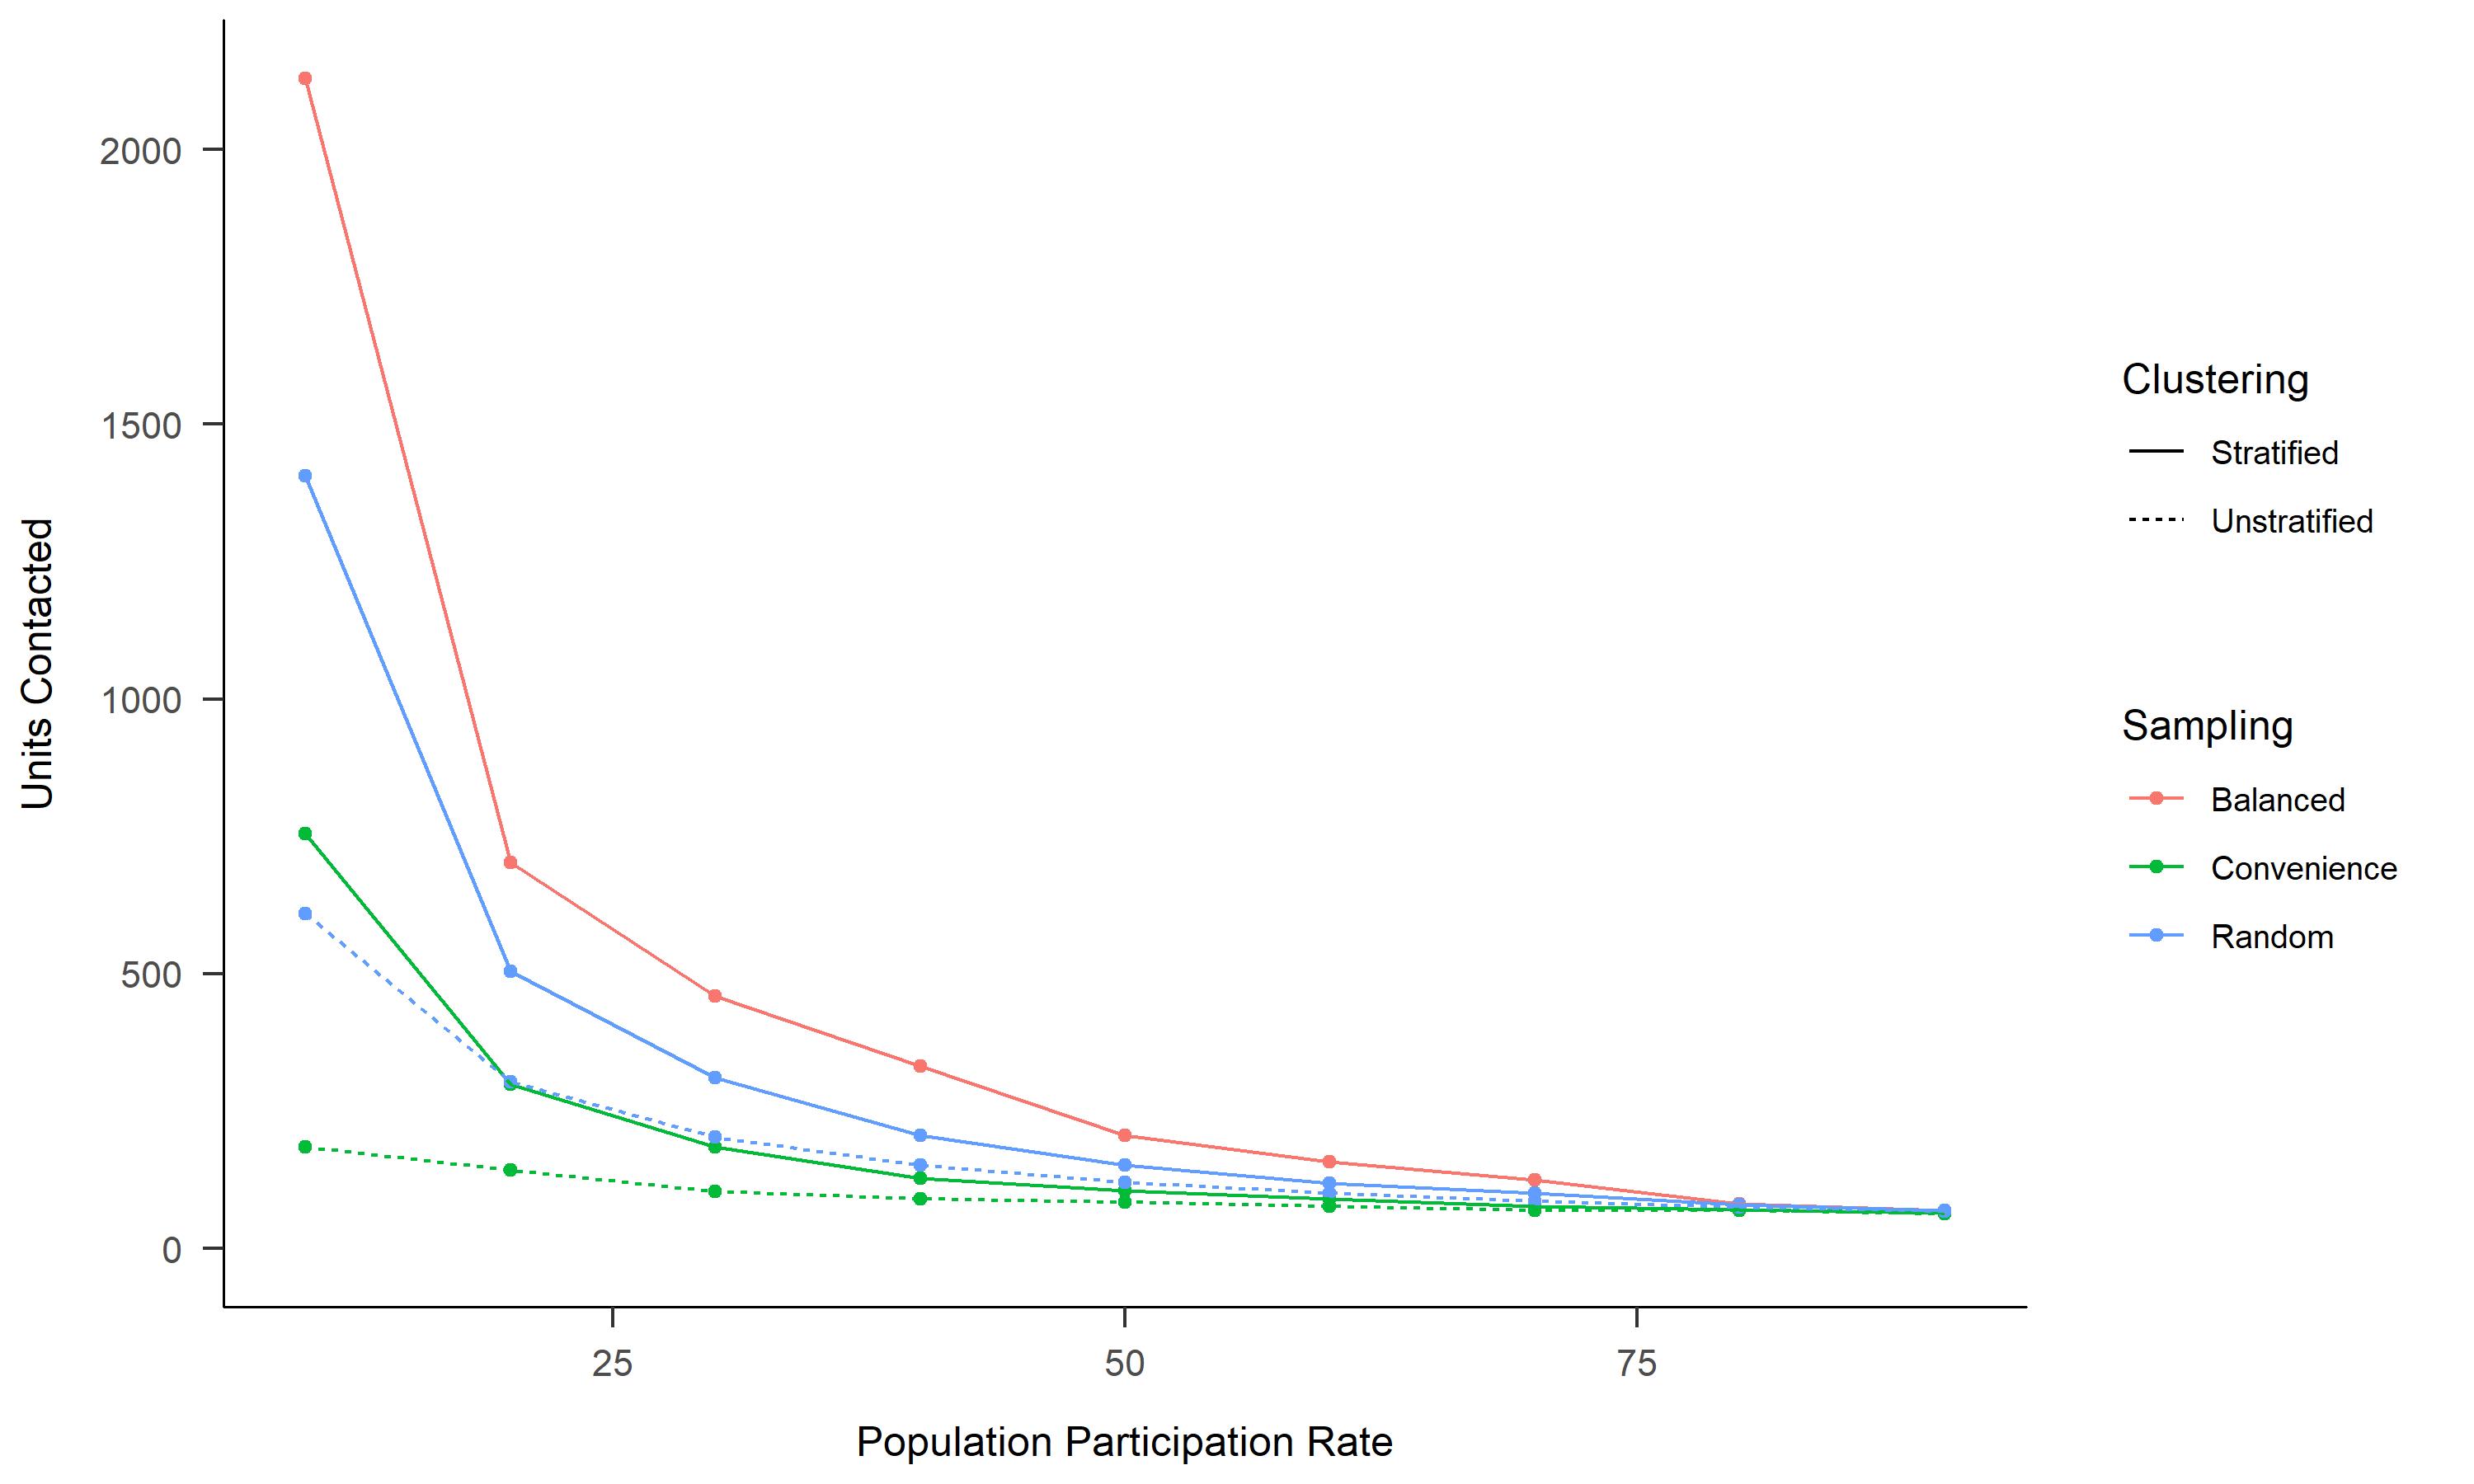 Units Contacted
2000
1500
1000
500
0
25 50 75
Population Participation Rate
Clustering
Stratified
Unstratified
Sampling
Balanced
Convenience
Random